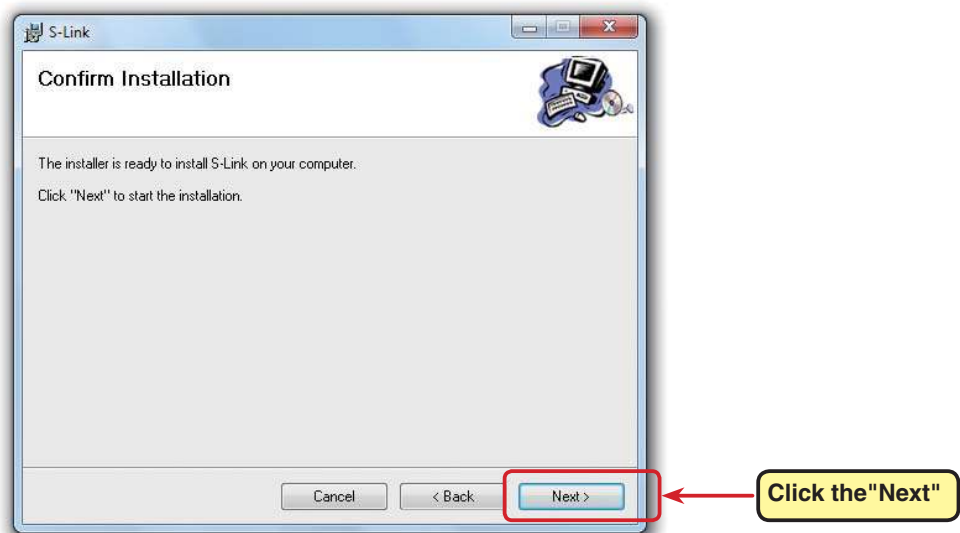 S-Link
Confirm Installation
The installer is ready to install S-Link on your computer.
Click "Next" to start the installation.
Cancel
< Back
Next >
Click the"Next"